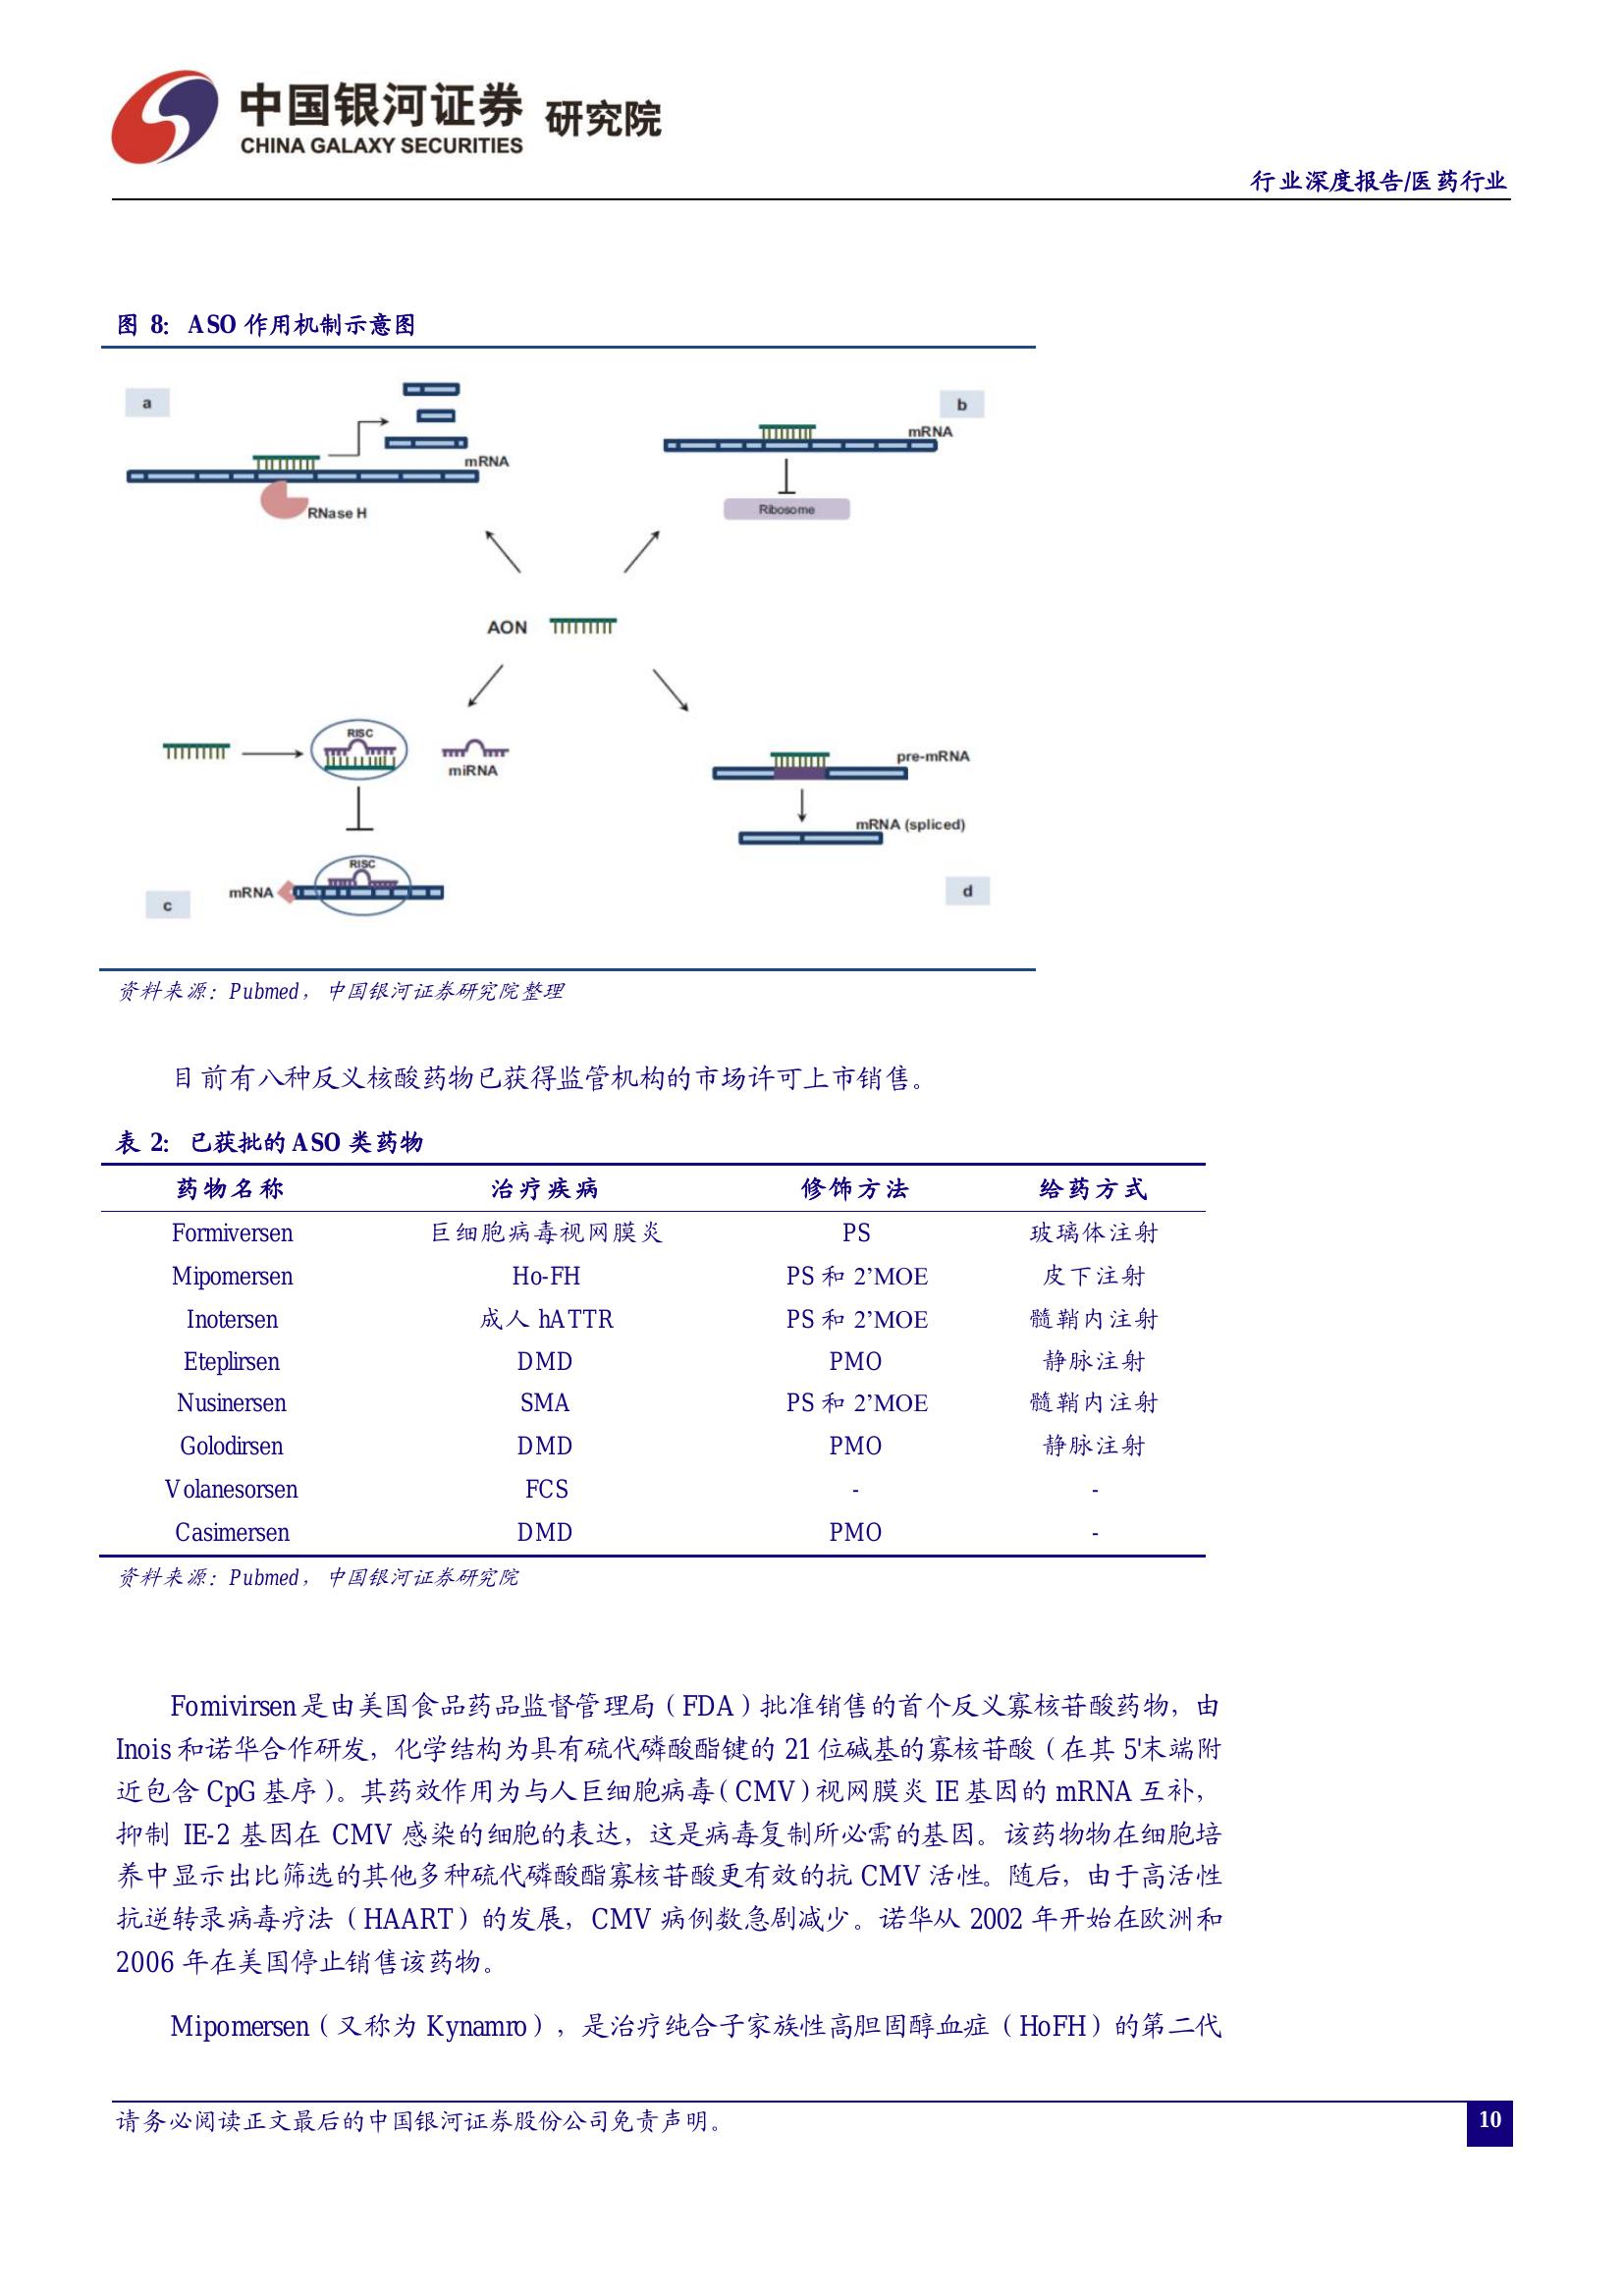 中国银河证券 研究院
CHINA GALAXY SECURITIES
行业深度报告/医药行业
图 8: ASO 作用机制示意图
a
b
mRNA
mRNA
RNase H
Ribosome
AON
RISC
miRNA
pre-mRNA
mRNA (spliced)
RISC
mRNA
c
d
资料来源: Pubmed, 中国银河证券研究院整理
目前有八种反义核酸药物已获得监管机构的市场许可上市销售。
表 2: 已获批的 ASO 类药物
药物名称 治疗疾病 修饰方法 给药方式
Formiversen 巨细胞病毒视网膜炎 PS 玻璃体注射
Mipomersen Ho-FH PS 和 2’MOE 皮下注射
Inotersen 成人 hATTR PS 和 2’MOE 髓鞘内注射
Eteplirsen DMD PMO 静脉注射
Nusinersen SMA PS 和 2’MOE 髓鞘内注射
Golodirsen DMD PMO 静脉注射
Volanesorsen FCS - -
Casimersen DMD PMO -
资料来源: Pubmed, 中国银河证券研究院
Fomivirsen 是由美国食品药品监督管理局（FDA）批准销售的首个反义寡核苷酸药物，由
Inois 和诺华合作研发，化学结构为具有硫代磷酸酯键的 21 位碱基的寡核苷酸（在其 5'末端附
近包含 CpG 基序）。其药效作用为与人巨细胞病毒（CMV）视网膜炎 IE 基因的 mRNA 互补，
抑制 IE-2 基因在 CMV 感染的细胞的表达，这是病毒复制所必需的基因。该药物物在细胞培
养中显示出比筛选的其他多种硫代磷酸酯寡核苷酸更有效的抗 CMV 活性。随后，由于高活性
抗逆转录病毒疗法（HAART）的发展，CMV 病例数急剧减少。诺华从 2002 年开始在欧洲和
2006 年在美国停止销售该药物。
Mipomersen（又称为 Kynamro），是治疗纯合子家族性高胆固醇血症（HoFH）的第二代
请务必阅读正文最后的中国银河证券股份公司免责声明。
10